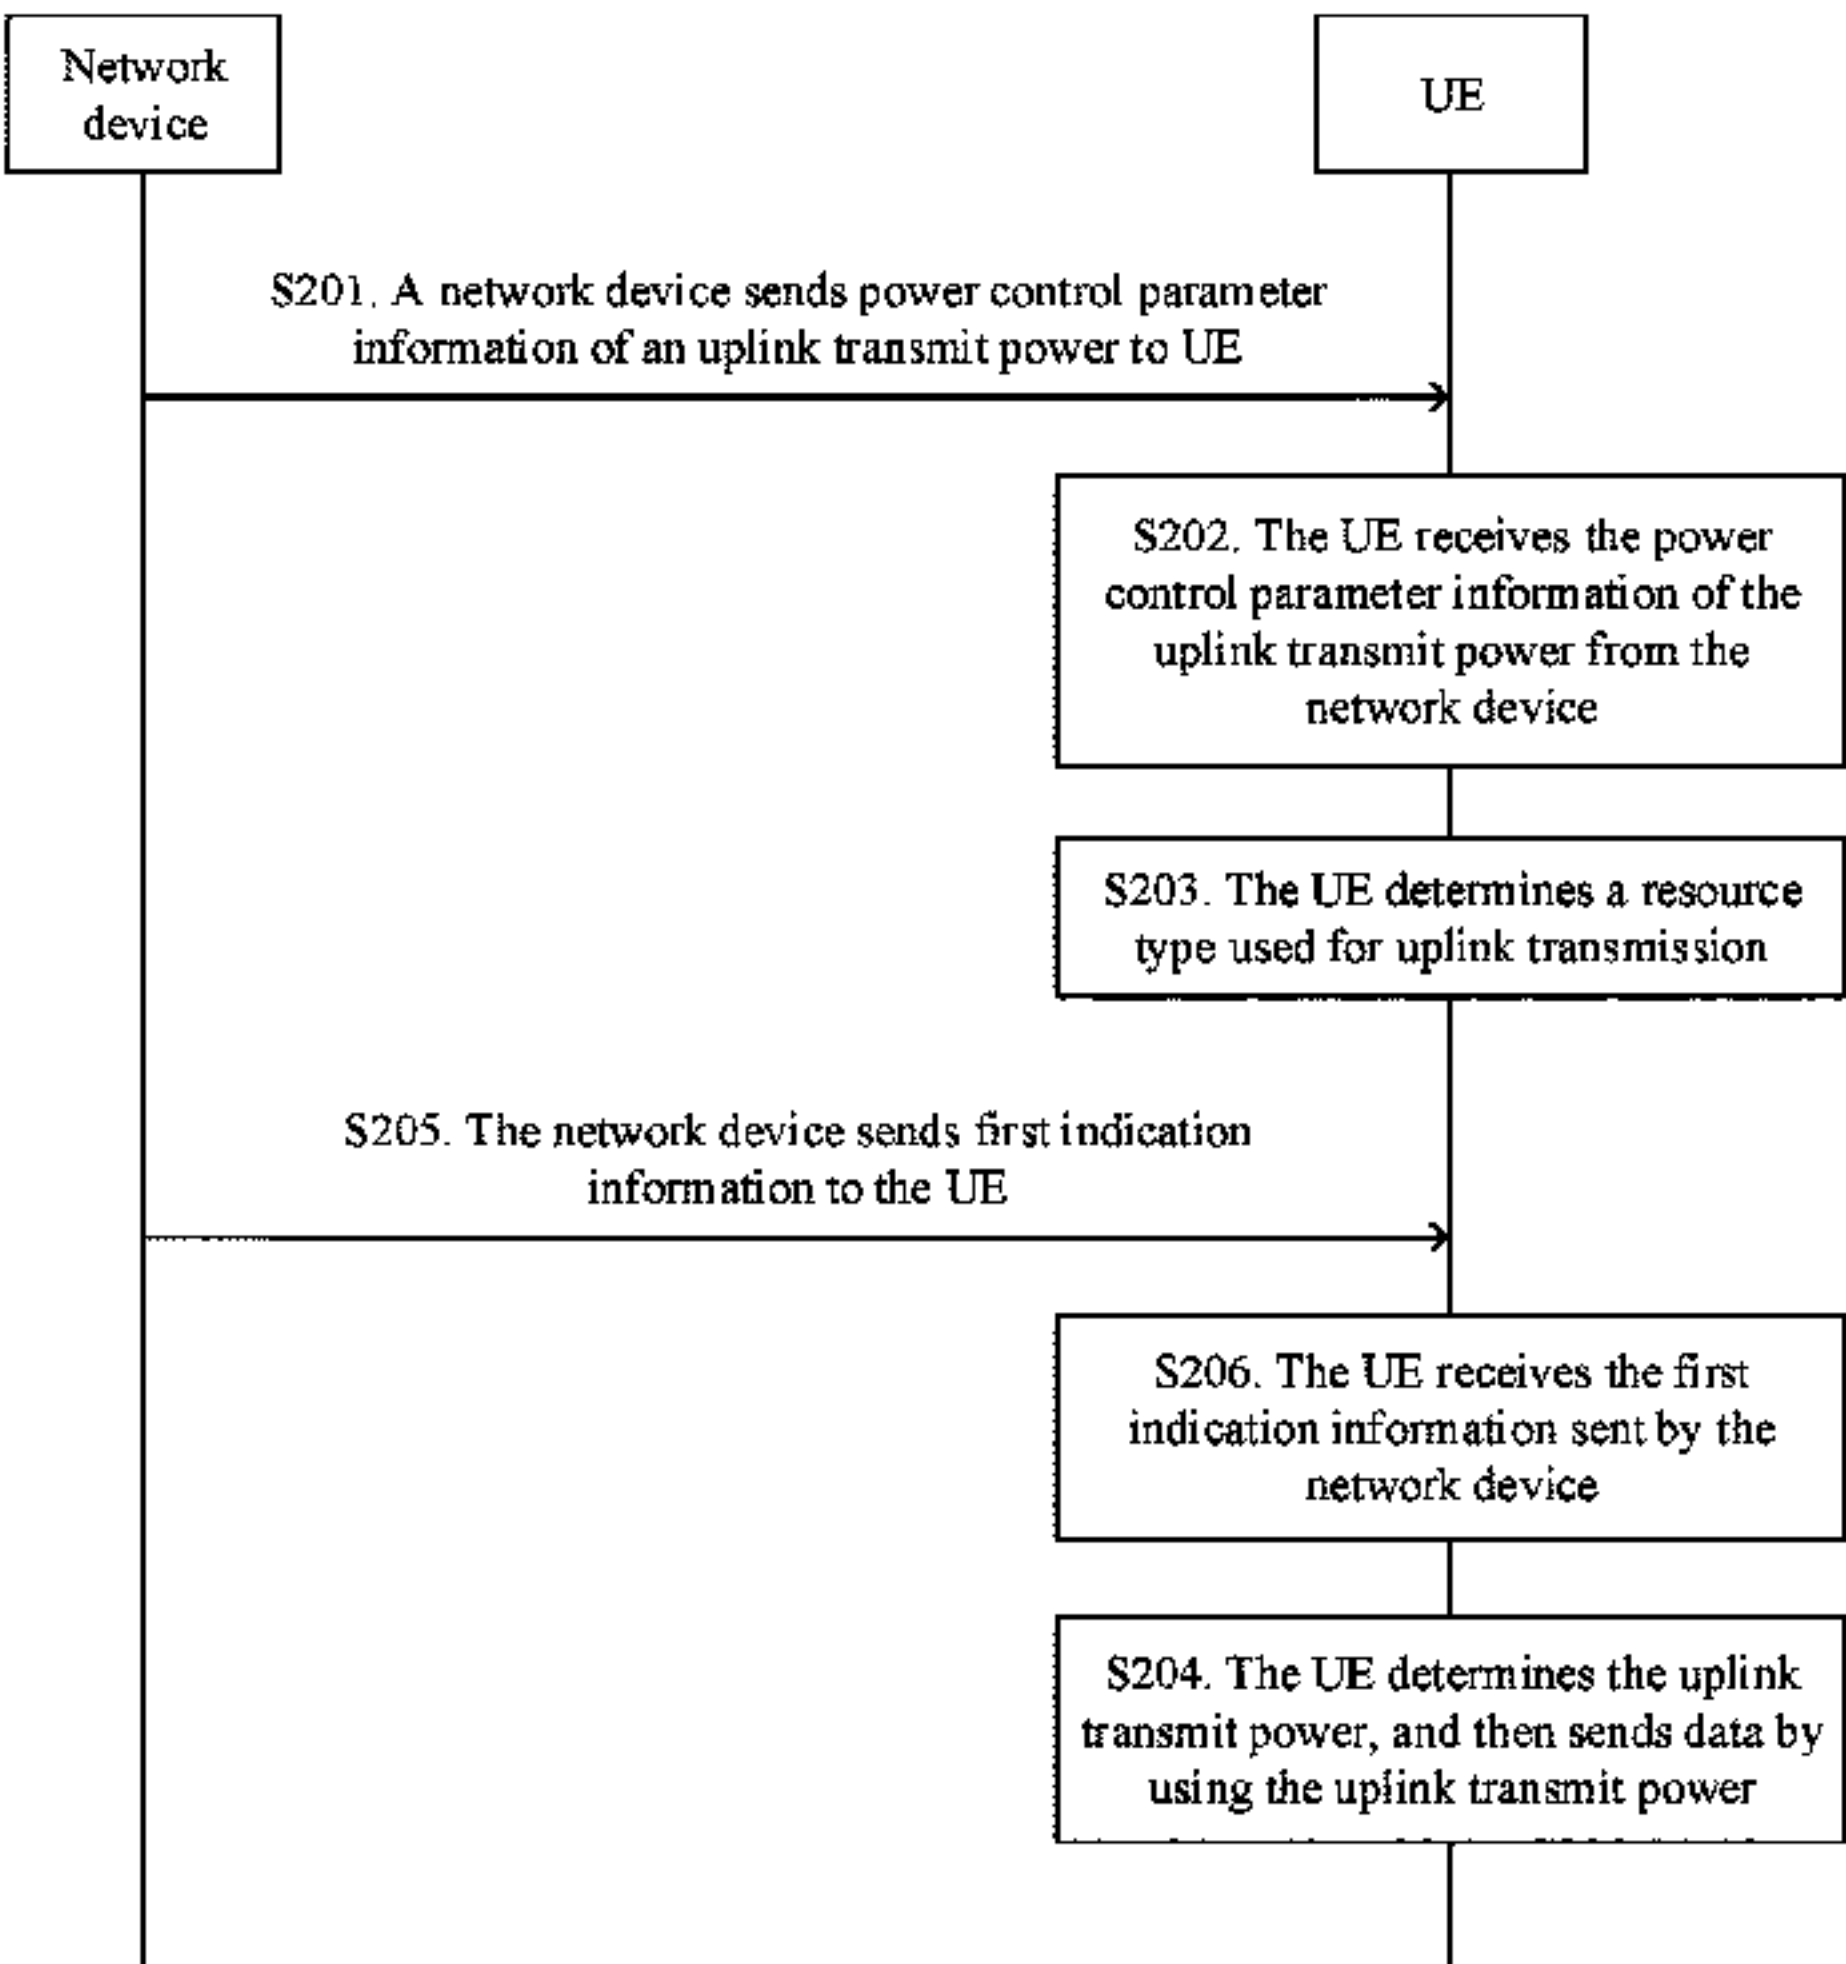 Network
device
UE
S201. A network device sends power control parameter
information of an uplink transmit power to UE
S202. The UE receives the power
control parameter information of the
uplink transmit power from the
network device
S203. The UE determines a resource
type used for uplink transmission
S205. The network device sends first indication
information to the UE
S206. The UE receives the first
indication information sent by the
network device
S204. The UE determines the uplink
transmit power, and then sends data by
using the uplink transmit power